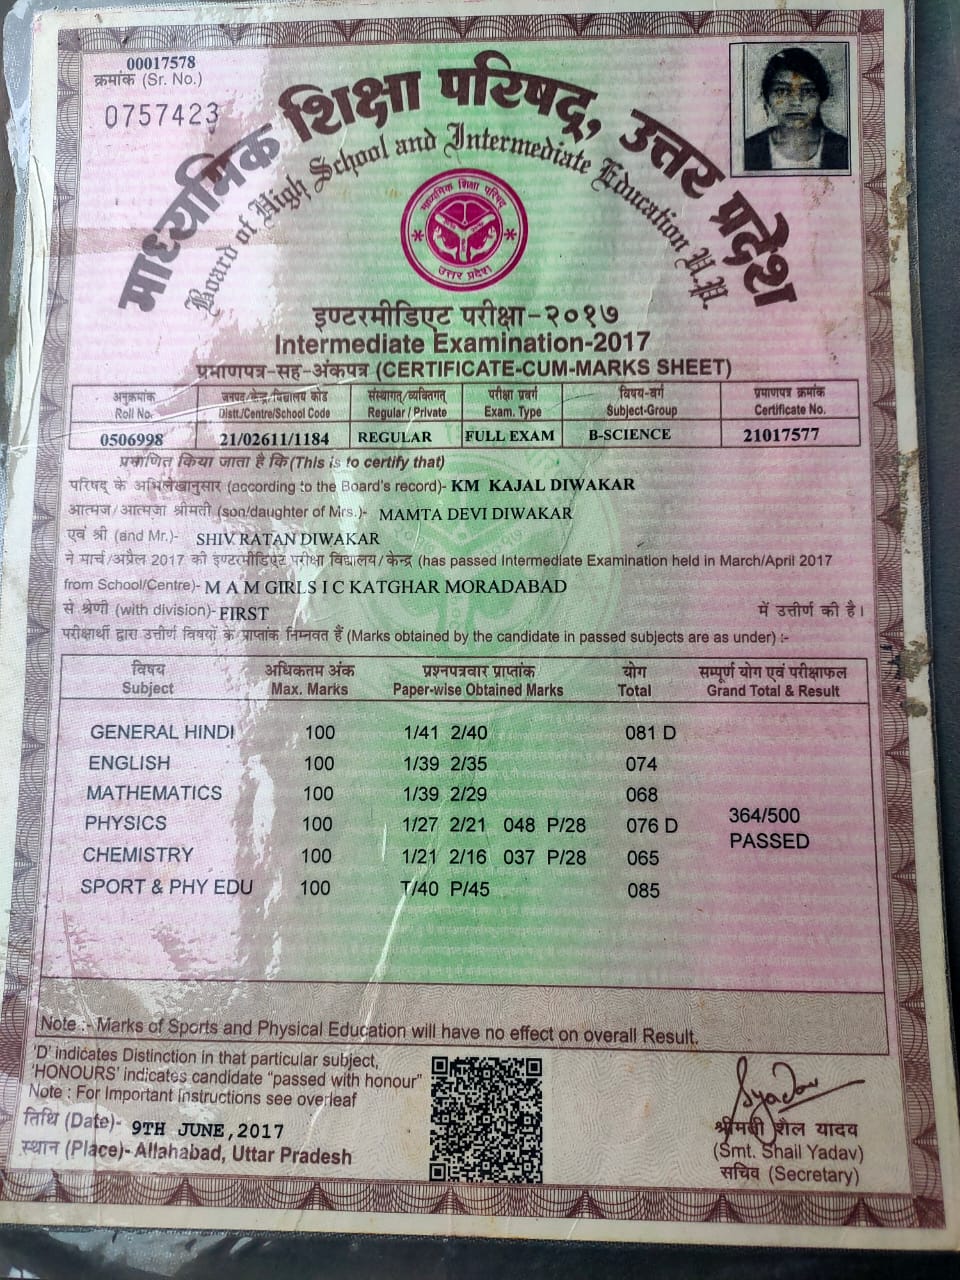 00017578
क्रमांक (Sr. No.)
0757423
माध्यमिक शिक्षा परिषद्, उत्तर प्रदेश
Board of High School and Intermediate Education U.P.
माध्यमिक शिक्षा परिषद्
उत्तर प्रदेश
इण्टरमीडिएट परीक्षा-२०१७
Intermediate Examination-2017
प्रमाणपत्र-सह-अंकपत्र (CERTIFICATE-CUM-MARKS SHEET)
अनुक्रमांक जनपद/केन्द्र/विद्यालय कोड संस्थागत/व्यक्तिगत परीक्षा प्रवर्ग विषय-वर्ग प्रमाणपत्र क्रमांक
Roll No. Distt./Centre/School Code Regular / Private Exam. Type Subject-Group Certificate No.
0506998 21/02611/1184 REGULAR FULL EXAM B-SCIENCE 21017577
प्रमाणित किया जाता है कि (This is to certify that)
परिषद् के अभिलेखानुसार (according to the Board's record)- KM KAJAL DIWAKAR
आत्मज/आत्मजा श्रीमती (son/daughter of Mrs.)- MAMTA DEVI DIWAKAR
एवं श्री (and Mr.)- SHIV RATAN DIWAKAR
ने मार्च/अप्रैल 2017 की इण्टरमीडिएट परीक्षा विद्यालय/केन्द्र (has passed Intermediate Examination held in March/April 2017
from School/Centre)- M A M GIRLS I C KATGHAR MORADABAD
से श्रेणी (with division)- FIRST में उत्तीर्ण की है।
परीक्षार्थी द्वारा उत्तीर्ण विषयों के प्राप्तांक निम्नवत हैं (Marks obtained by the candidate in passed subjects are as under) :-
विषय अधिकतम अंक प्रश्नपत्रवार प्राप्तांक योग सम्पूर्ण योग एवं परीक्षाफल
Subject Max. Marks Paper-wise Obtained Marks Total Grand Total & Result
GENERAL HINDI 100 1/41 2/40 081 D
ENGLISH 100 1/39 2/35 074
MATHEMATICS 100 1/39 2/29 068
PHYSICS 100 1/27 2/21 048 P/28 076 D 364/500
PASSED
CHEMISTRY 100 1/21 2/16 037 P/28 065
SPORT & PHY EDU 100 T/40 P/45 085
Note :- Marks of Sports and Physical Education will have no effect on overall Result.
'D' indicates Distinction in that particular subject,
'HONOURS' indicates candidate "passed with honour"
Note : For Important Instructions see overleaf
तिथि (Date)- 9TH JUNE,2017
स्थान (Place)- Allahabad, Uttar Pradesh
Syadav
श्रीमती शैल यादव
(Smt. Shail Yadav)
सचिव (Secretary)